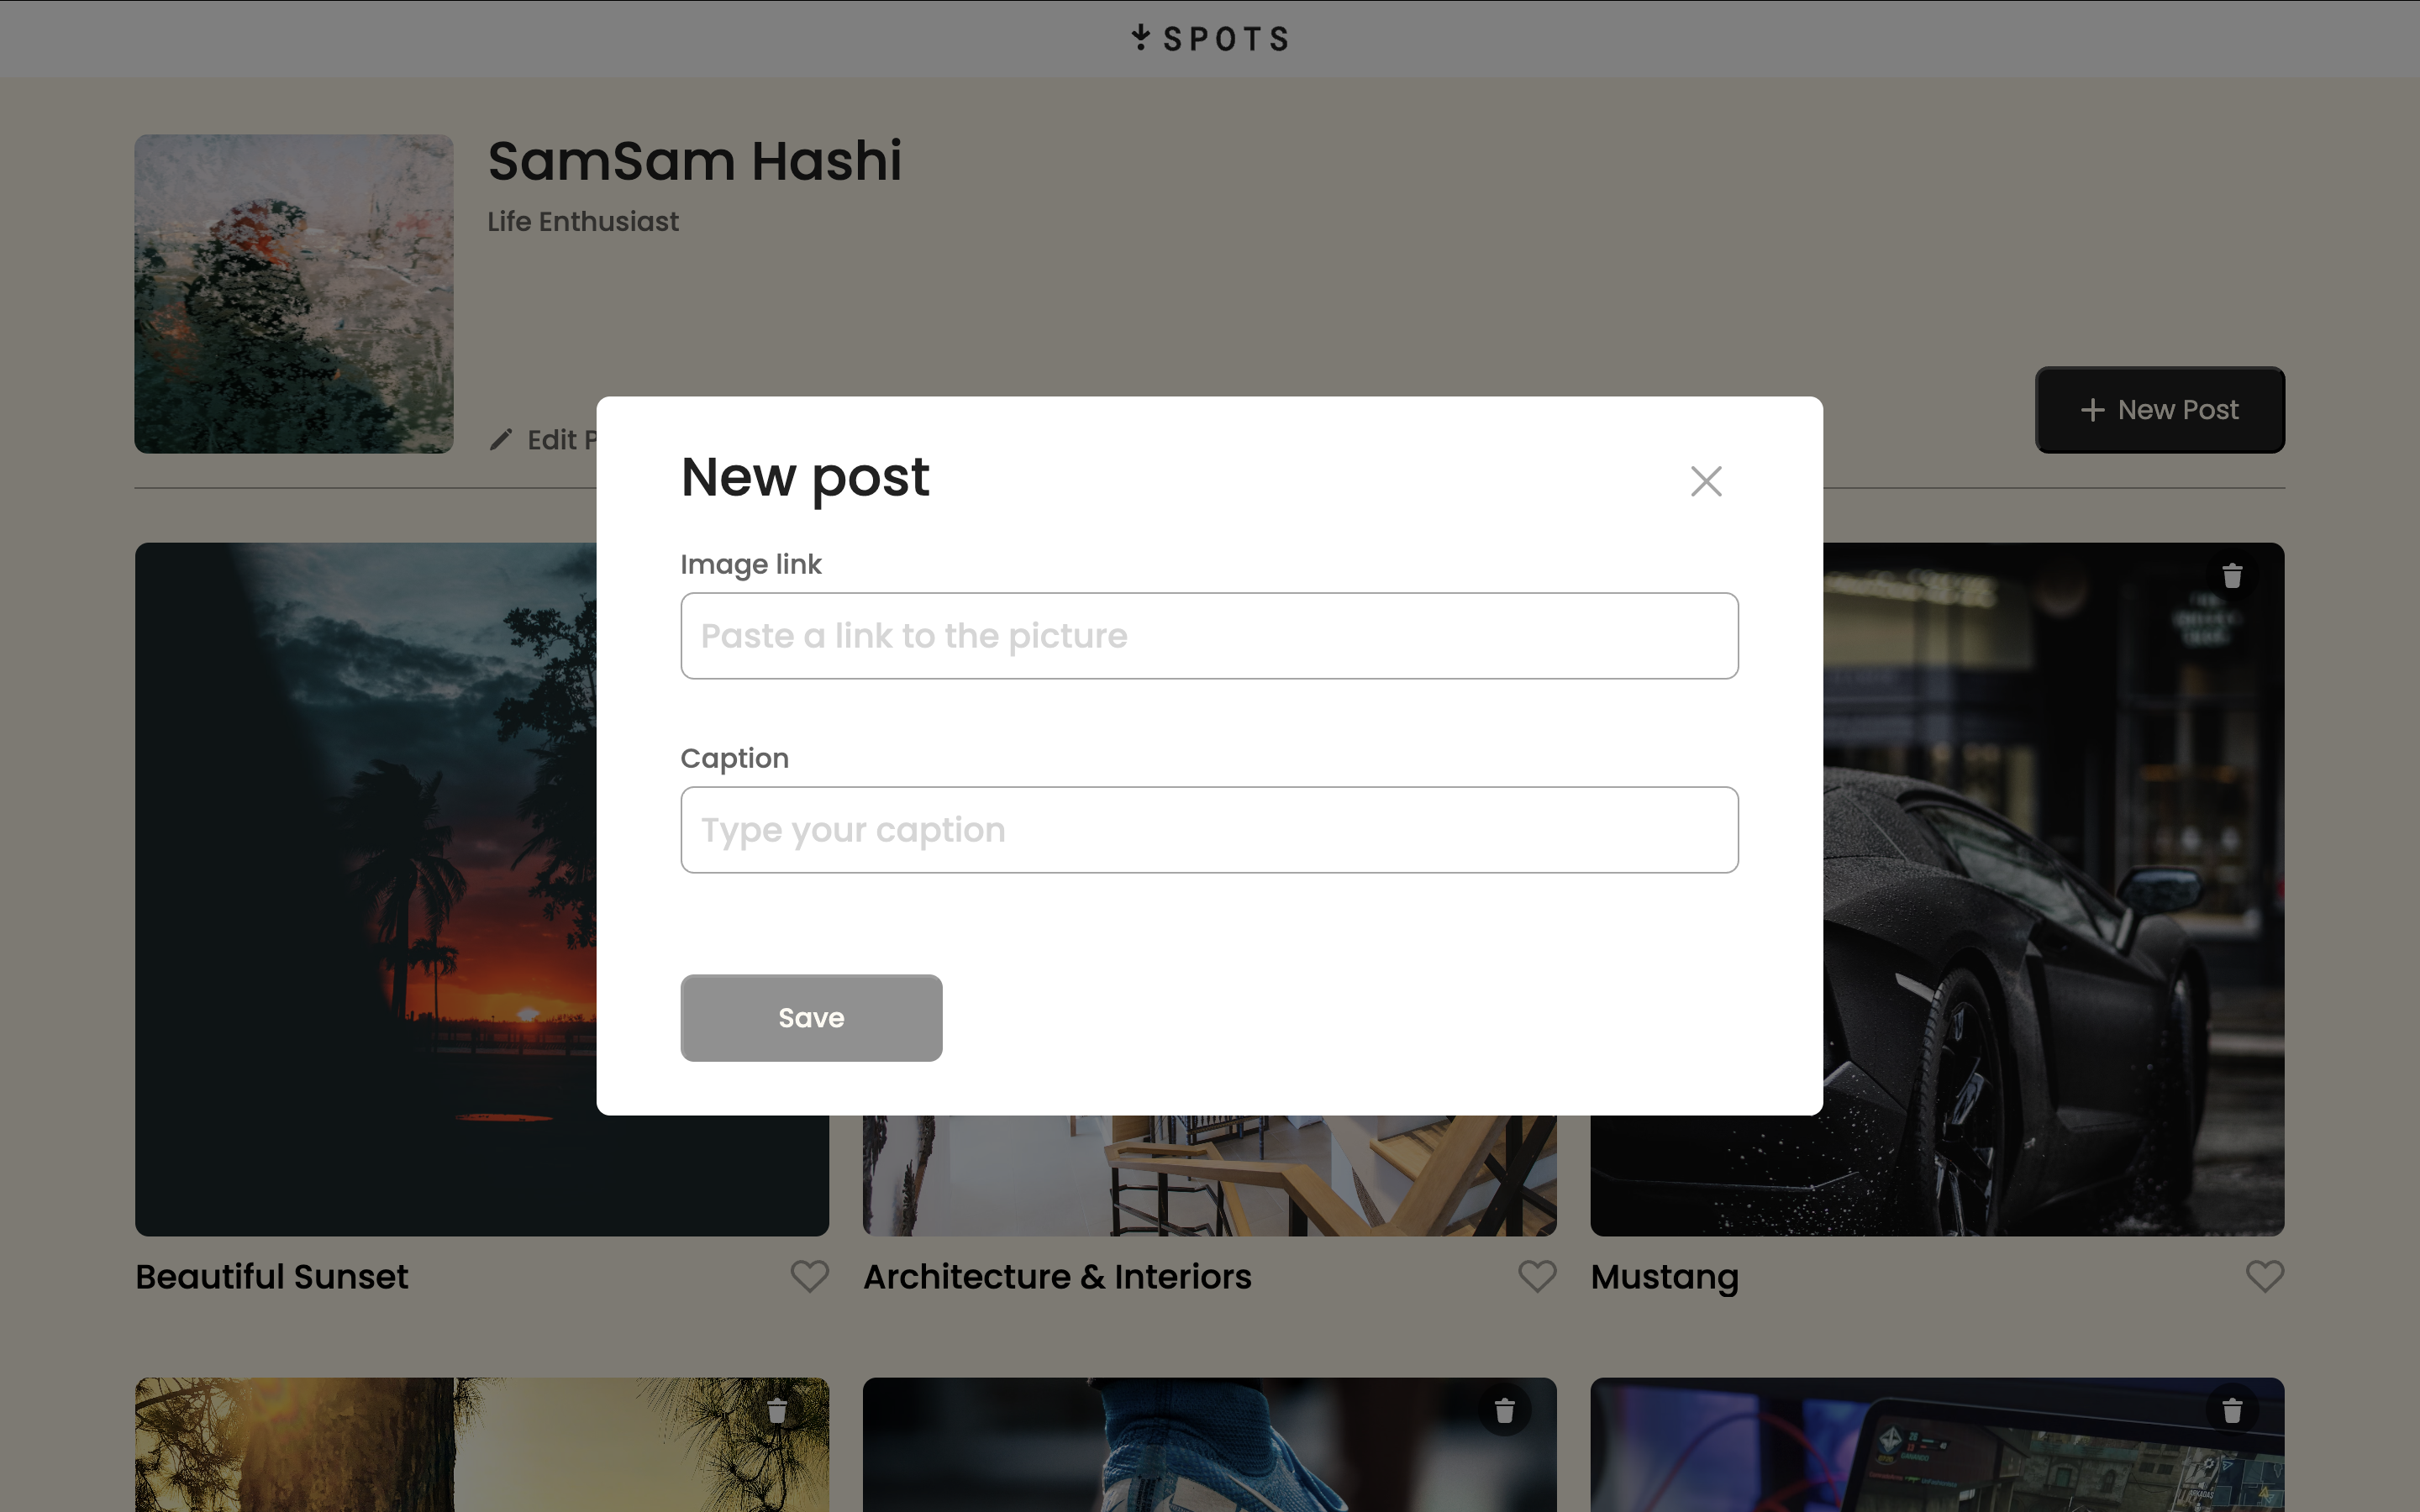 SPOTS
SamSam Hashi
Life Enthusiast
Edit P
New Post
New post
Image link
Paste a link to the picture
Caption
Type your caption
Save
Beautiful Sunset
Architecture & Interiors
Mustang